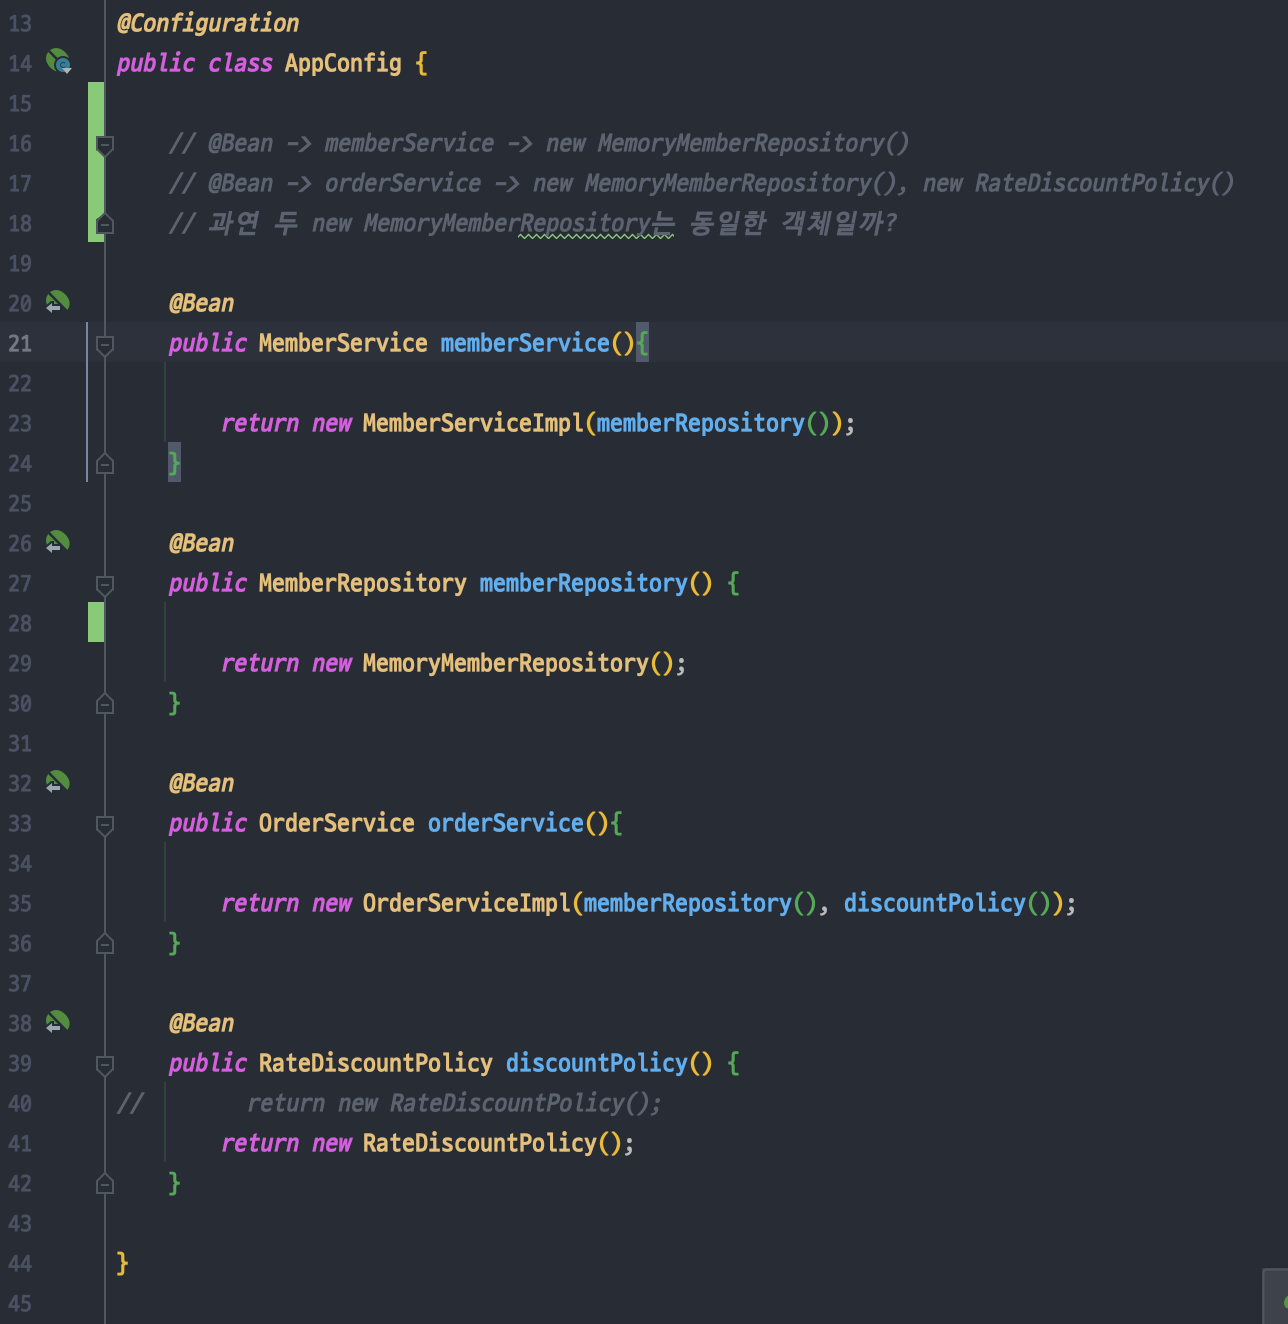 13 @Configuration
14 public class AppConfig {
15
16 // @Bean -> memberService -> new MemoryMemberRepository()
17 // @Bean -> orderService -> new MemoryMemberRepository(), new RateDiscountPolicy()
18 // 과연 두 new MemoryMemberRepository는 동일한 객체일까?
19
20 @Bean
21 public MemberService memberService(){
22
23 return new MemberServiceImpl(memberRepository());
24 }
25
26 @Bean
27 public MemberRepository memberRepository() {
28
29 return new MemoryMemberRepository();
30 }
31
32 @Bean
33 public OrderService orderService(){
34
35 return new OrderServiceImpl(memberRepository(), discountPolicy());
36 }
37
38 @Bean
39 public RateDiscountPolicy discountPolicy() {
40 // return new RateDiscountPolicy();
41 return new RateDiscountPolicy();
42 }
43
44 }
45